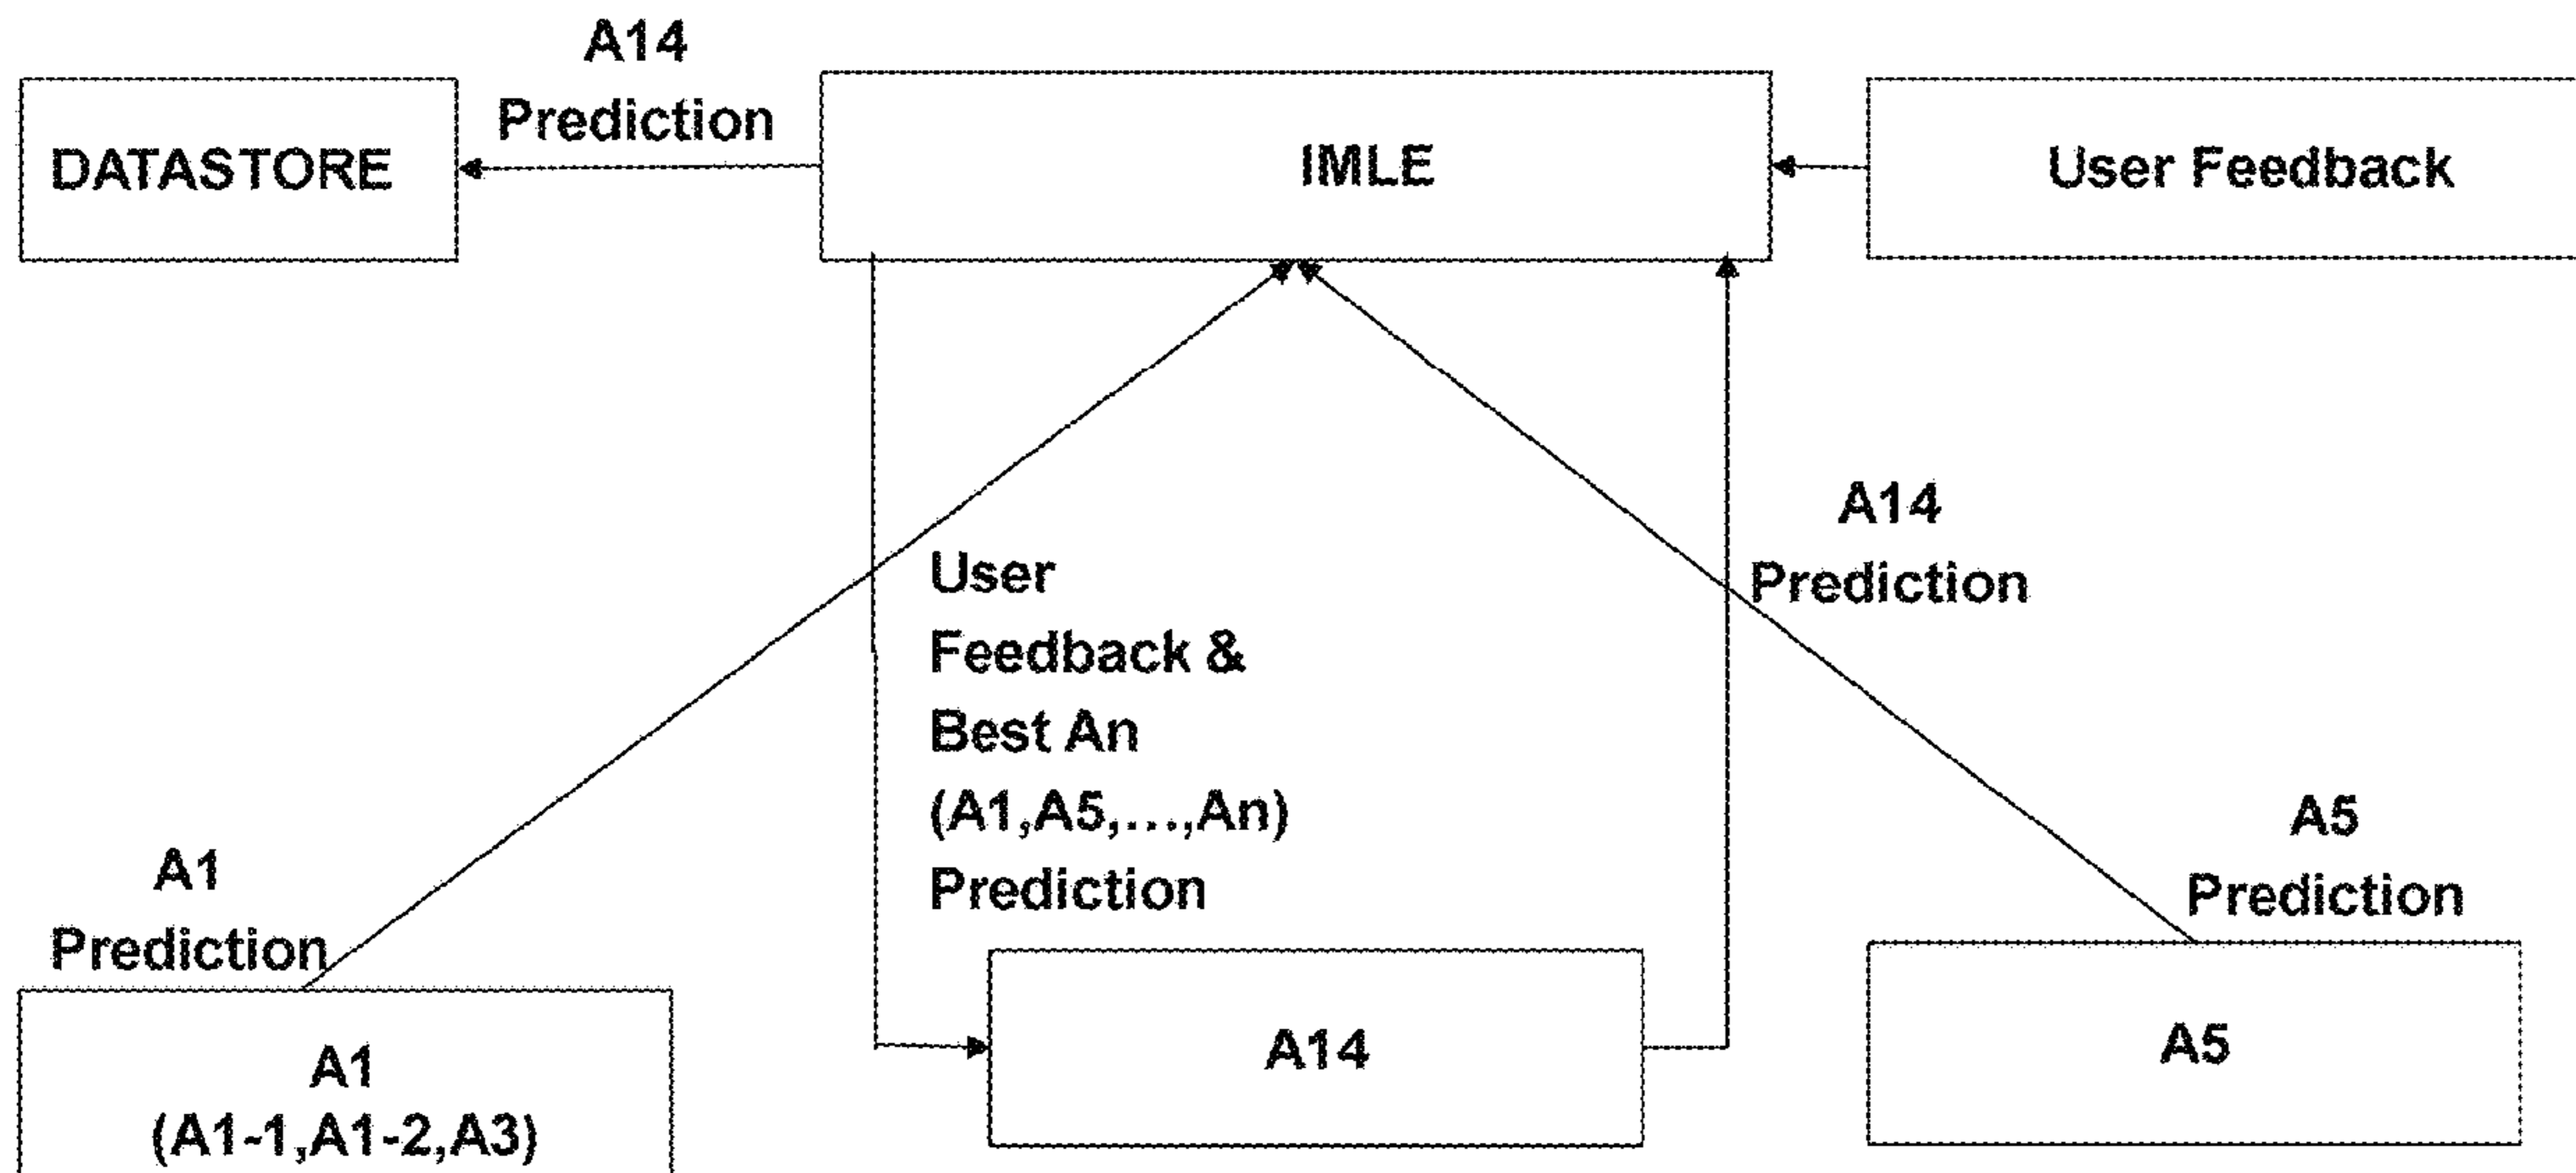 A14
Prediction
DATASTORE
IMLE
User Feedback
User
Feedback &
Best An
(A1,A5,...,An)
Prediction
A14
Prediction
A1
Prediction
A5
Prediction
A1
(A1-1,A1-2,A3)
A14
A5